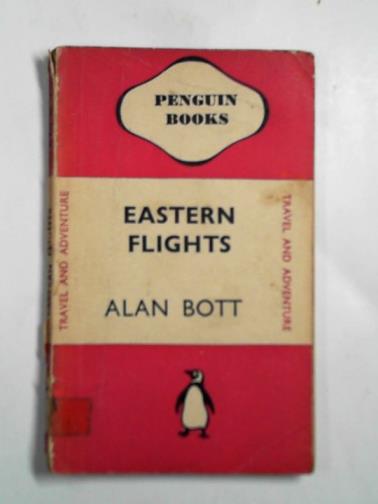 PENGUIN
BOOKS
EASTERN
FLIGHTS
ALAN BOTT
TRAVEL AND ADVENTURE
TRAVEL AND ADVENTURE